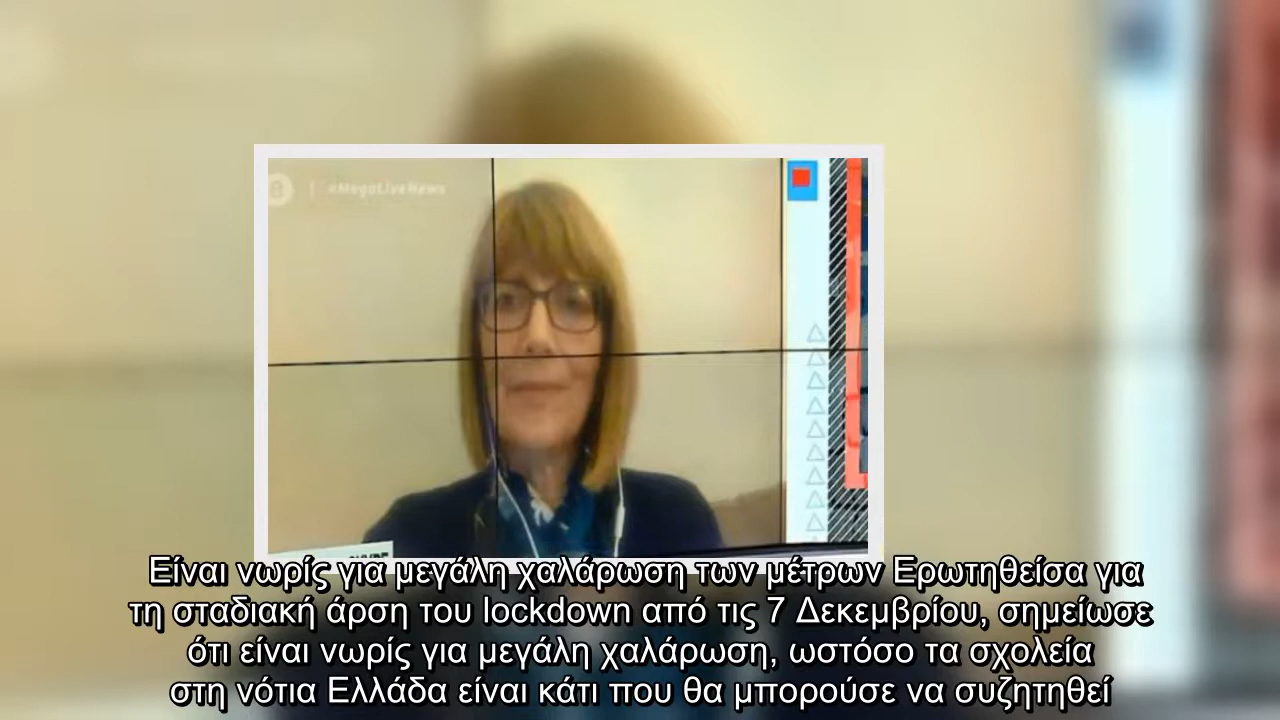 #MegaLiveNews
Είναι νωρίς για μεγάλη χαλάρωση των μέτρων Ερωτηθείσα για
τη σταδιακή άρση του lockdown από τις 7 Δεκεμβρίου, σημείωσε
ότι είναι νωρίς για μεγάλη χαλάρωση, ωστόσο τα σχολεία
στη νότια Ελλάδα είναι κάτι που θα μπορούσε να συζητηθεί